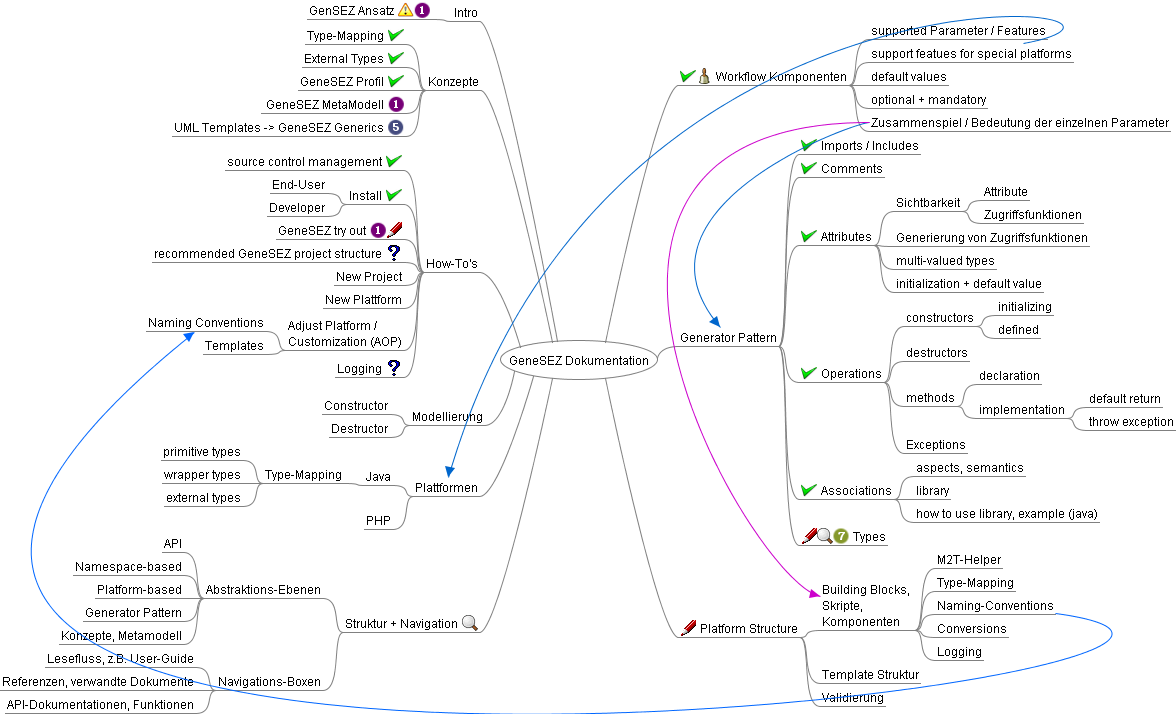 GenSEZ Ansatz
1
Intro
Type-Mapping
External Types
GeneSEZ Profil
GeneSEZ MetaModell
1
UML Templates -> GeneSEZ Generics
5
Konzepte
source control management
End-User
Developer
Install
GeneSEZ try out
1
recommended GeneSEZ project structure
?
New Project
New Plattform
Naming Conventions
Templates
Adjust Platform /
Customization (AOP)
Logging
?
How-To's
Constructor
Destructor
Modellierung
primitive types
wrapper types
external types
Type-Mapping
Java
PHP
Plattformen
API
Namespace-based
Platform-based
Generator Pattern
Konzepte, Metamodell
Abstraktions-Ebenen
Lesefluss, z.B. User-Guide
Referenzen, verwandte Dokumente
API-Dokumentationen, Funktionen
Navigations-Boxen
Struktur + Navigation
GeneSEZ Dokumentation
Workflow Komponenten
supported Parameter / Features
support featues for special platforms
default values
optional + mandatory
Zusammenspiel / Bedeutung der einzelnen Parameter
Generator Pattern
Imports / Includes
Comments
Attributes
Sichtbarkeit
Attribute
Zugriffsfunktionen
Generierung von Zugriffsfunktionen
multi-valued types
initialization + default value
Operations
constructors
initializing
defined
destructors
methods
declaration
implementation
default return
throw exception
Exceptions
Associations
aspects, semantics
library
how to use library, example (java)
7
Types
Platform Structure
Building Blocks,
Skripte,
Komponenten
M2T-Helper
Type-Mapping
Naming-Conventions
Conversions
Logging
Template Struktur
Validierung